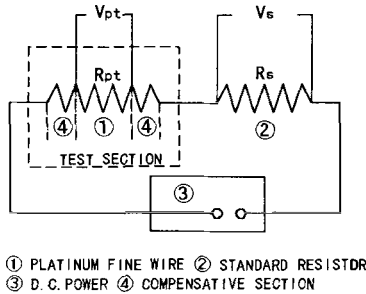 Vpt Vs
Rpt Rs
④ ① ④ ②
TEST SECTION
③
① PLATINUM FINE WIRE ② STANDARD RESISTOR
③ D.C. POWER ④ COMPENSATIVE SECTION